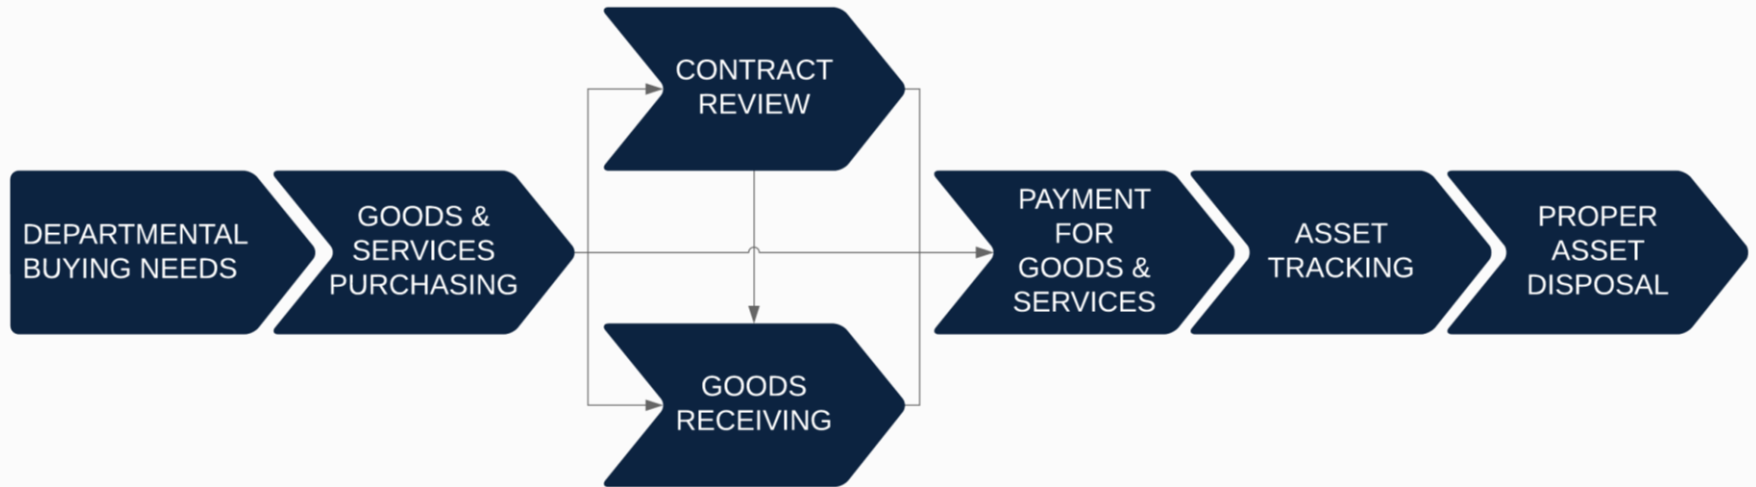 DEPARTMENTAL
BUYING NEEDS
GOODS &
SERVICES
PURCHASING
CONTRACT
REVIEW
GOODS
RECEIVING
PAYMENT
FOR
GOODS &
SERVICES
ASSET
TRACKING
PROPER
ASSET
DISPOSAL